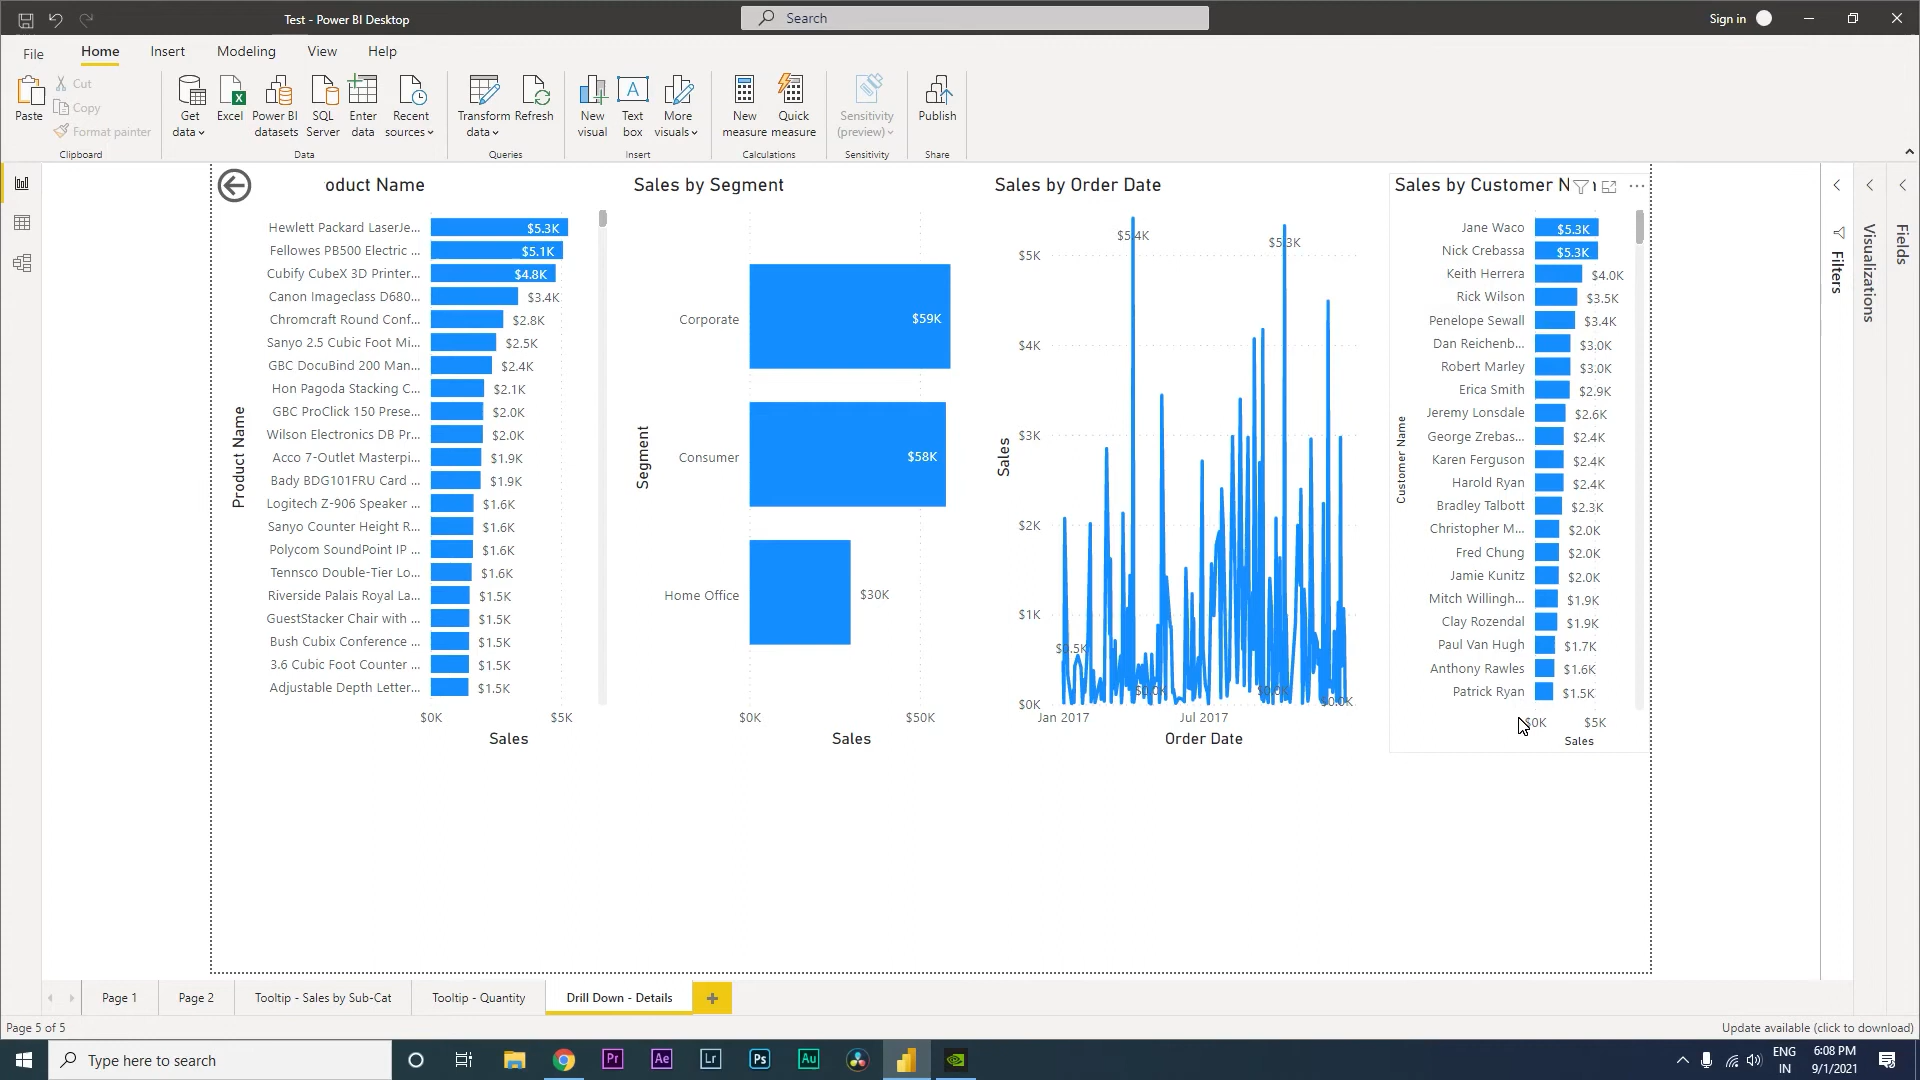 Test - Power BI Desktop
Search
Sign in
File
Home
Insert
Modeling
View
Help
Paste
Cut
Copy
Format painter
Clipboard
Get data
Excel
Power BI datasets
SQL Server
Enter data
Recent sources
Data
Transform data
Refresh
Queries
New visual
Text box
More visuals
Insert
New measure
Quick measure
Calculations
Sensitivity (preview)
Sensitivity
Publish
Share
oduct Name
Product Name
Hewlett Packard LaserJe... $5.3K
Fellowes PB500 Electric ... $5.1K
Cubify CubeX 3D Printer... $4.8K
Canon Imageclass D680... $3.4K
Chromcraft Round Conf... $2.8K
Sanyo 2.5 Cubic Foot Mi... $2.5K
GBC DocuBind 200 Man... $2.4K
Hon Pagoda Stacking C... $2.1K
GBC ProClick 150 Prese... $2.0K
Wilson Electronics DB Pr... $2.0K
Acco 7-Outlet Masterpi... $1.9K
Bady BDG101FRU Card ... $1.9K
Logitech Z-906 Speaker ... $1.6K
Sanyo Counter Height R... $1.6K
Polycom SoundPoint IP ... $1.6K
Tennsco Double-Tier Lo... $1.6K
Riverside Palais Royal La... $1.5K
GuestStacker Chair with ... $1.5K
Bush Cubix Conference ... $1.5K
3.6 Cubic Foot Counter ... $1.5K
Adjustable Depth Letter... $1.5K
$0K $5K
Sales
Sales by Segment
Segment
Corporate $59K
Consumer $58K
Home Office $30K
$0K $50K
Sales
Sales by Order Date
Sales
$5.4K
$5.3K
$5K
$4K
$3K
$2K
$1K
$0.5K
$0.0K
$0.0K
$0.0K
$0K
Jan 2017 Jul 2017
Order Date
Sales by Customer N
Customer Name
Jane Waco $5.3K
Nick Crebassa $5.3K
Keith Herrera $4.0K
Rick Wilson $3.5K
Penelope Sewall $3.4K
Dan Reichenb... $3.0K
Robert Marley $3.0K
Erica Smith $2.9K
Jeremy Lonsdale $2.6K
George Zrebas... $2.4K
Karen Ferguson $2.4K
Harold Ryan $2.4K
Bradley Talbott $2.3K
Christopher M... $2.0K
Fred Chung $2.0K
Jamie Kunitz $2.0K
Mitch Willingh... $1.9K
Clay Rozendal $1.9K
Paul Van Hugh $1.7K
Anthony Rawles $1.6K
Patrick Ryan $1.5K
$0K $5K
Sales
Filters
Visualizations
Fields
Page 1
Page 2
Tooltip - Sales by Sub-Cat
Tooltip - Quantity
Drill Down - Details
Page 5 of 5
Update available (click to download)
Type here to search
Pr
Ae
Lr
Ps
Au
ENG
IN
6:08 PM
9/1/2021